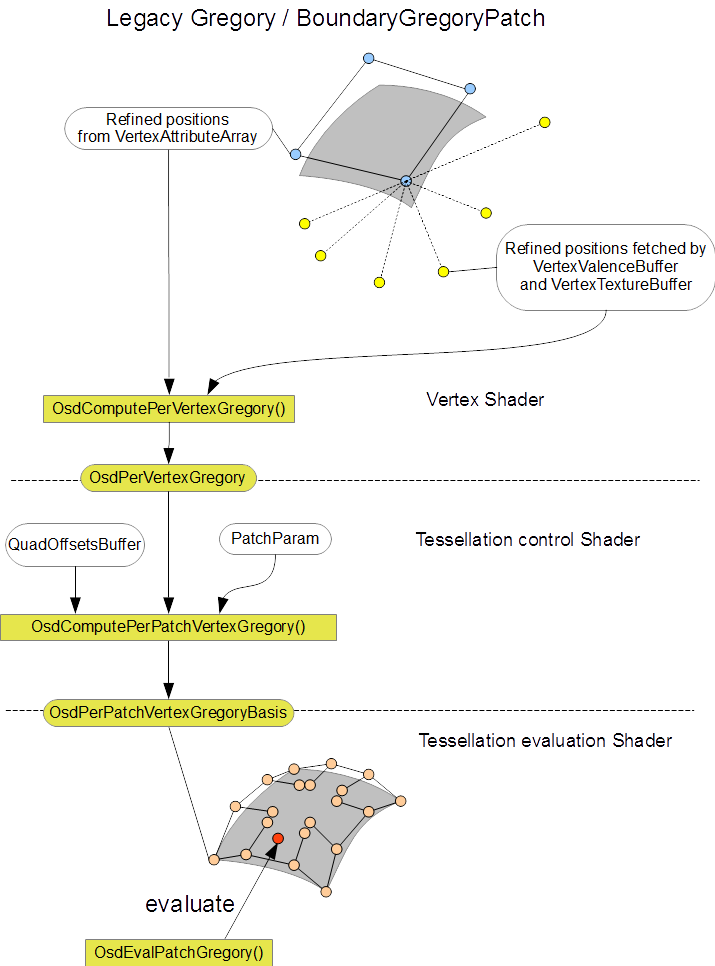 Legacy Gregory / BoundaryGregoryPatch
Refined positions
from VertexAttributeArray
Refined positions fetched by
VertexValenceBuffer
and VertexTextureBuffer
OsdComputePerVertexGregory()
Vertex Shader
OsdPerVertexGregory
QuadOffsetsBuffer
PatchParam
Tessellation control Shader
OsdComputePerPatchVertexGregory()
OsdPerPatchVertexGregoryBasis
Tessellation evaluation Shader
evaluate
OsdEvalPatchGregory()